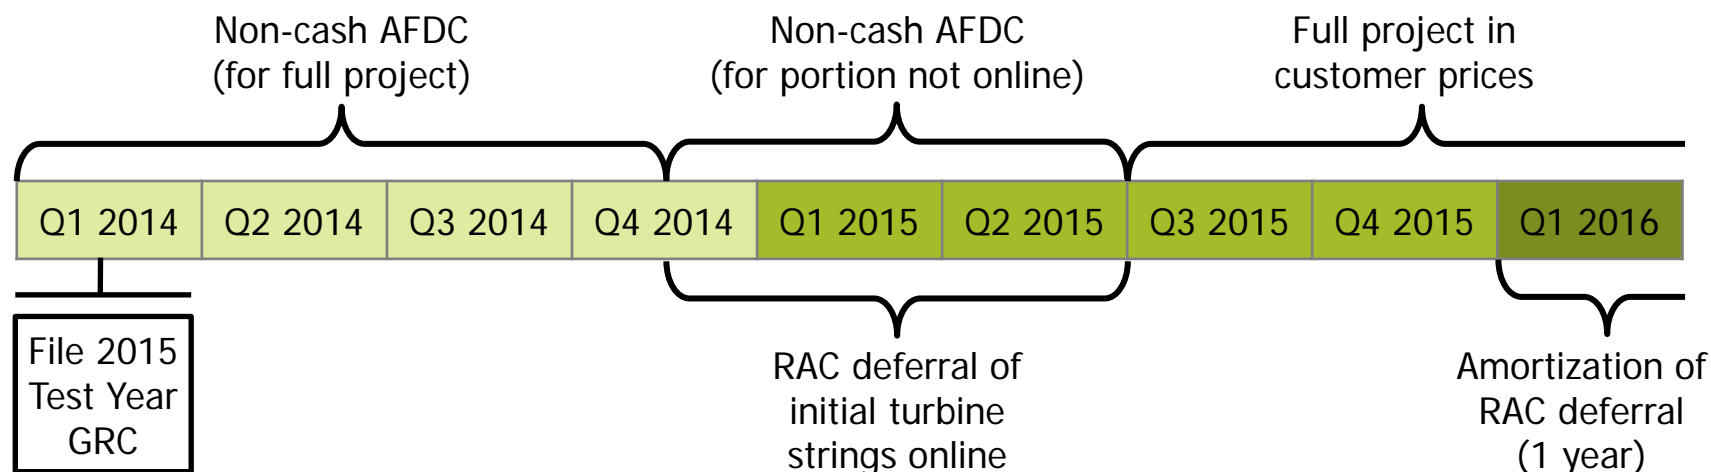 Non-cash AFDC
(for full project)
Non-cash AFDC
(for portion not online)
Full project in
customer prices
Q1 2014
Q2 2014
Q3 2014
Q4 2014
Q1 2015
Q2 2015
Q3 2015
Q4 2015
Q1 2016
File 2015
Test Year
GRC
RAC deferral of
initial turbine
strings online
Amortization of
RAC deferral
(1 year)